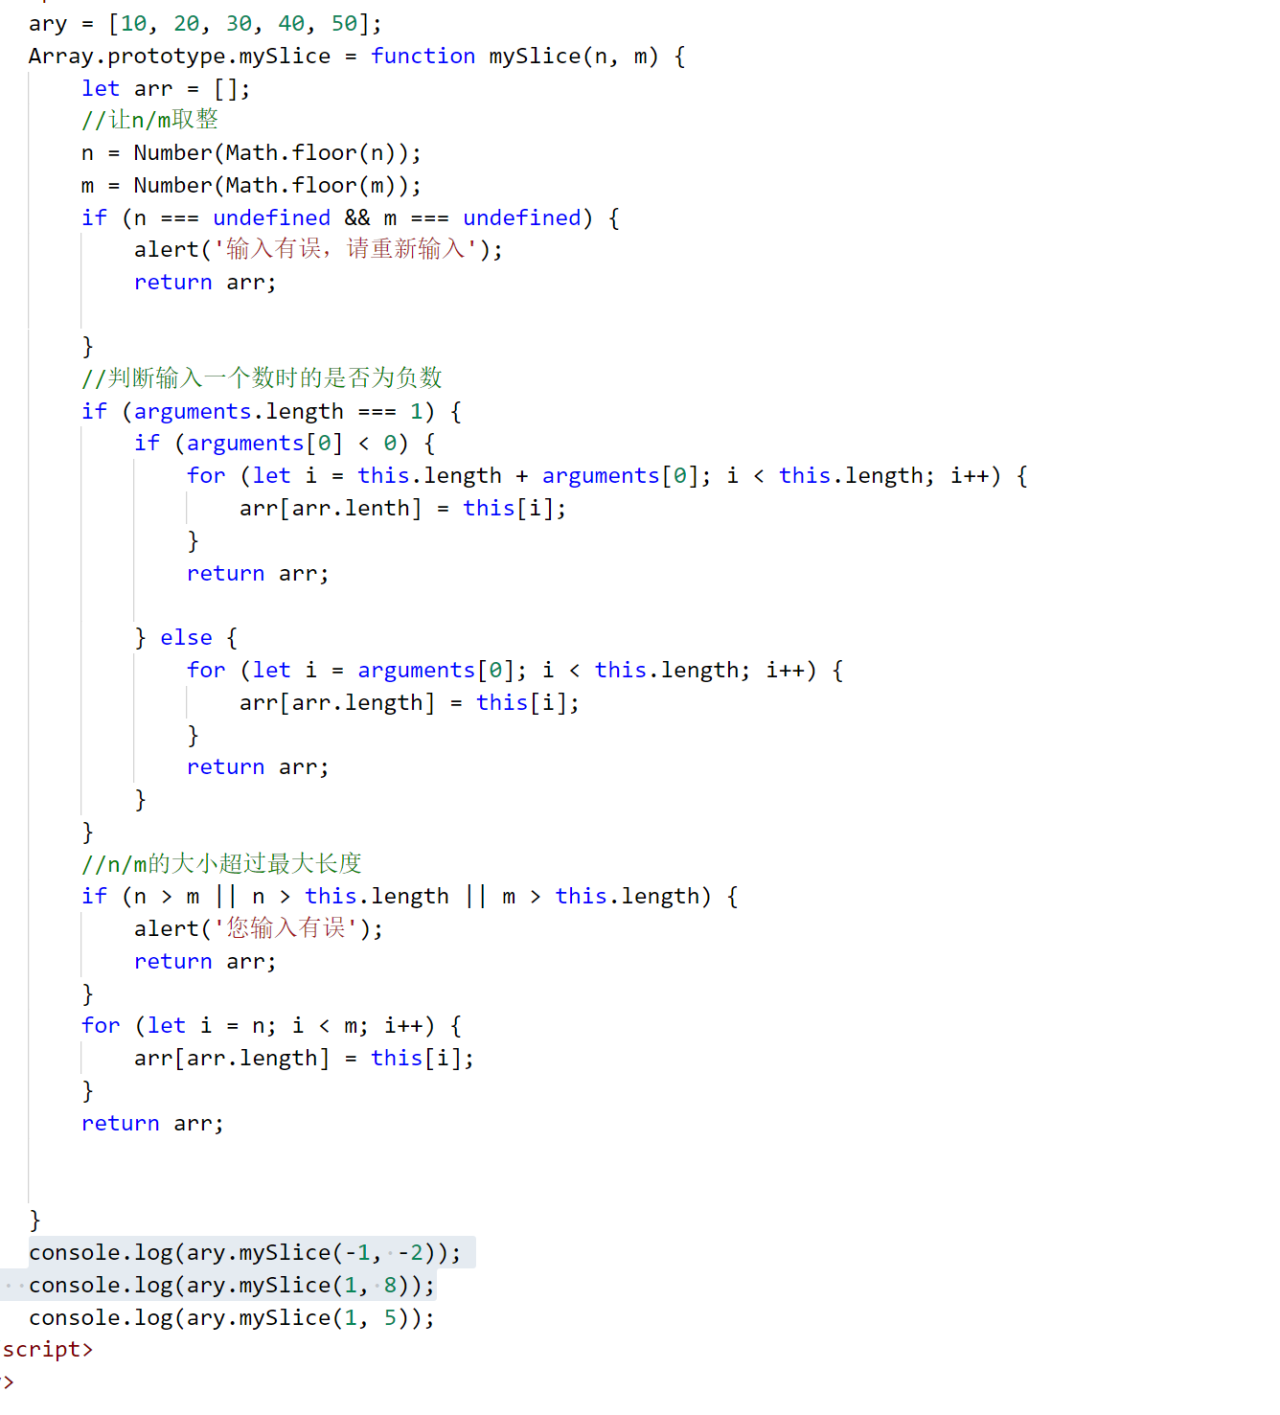 ary = [10, 20, 30, 40, 50];
Array.prototype.mySlice = function mySlice(n, m) {
let arr = [];
//让n/m取整
n = Number(Math.floor(n));
m = Number(Math.floor(m));
if (n === undefined && m === undefined) {
alert('输入有误，请重新输入');
return arr;
}
//判断输入一个数时的是否为负数
if (arguments.length === 1) {
if (arguments[0] < 0) {
for (let i = this.length + arguments[0]; i < this.length; i++) {
arr[arr.lenth] = this[i];
}
return arr;
} else {
for (let i = arguments[0]; i < this.length; i++) {
arr[arr.length] = this[i];
}
return arr;
}
}
//n/m的大小超过最大长度
if (n > m || n > this.length || m > this.length) {
alert('您输入有误');
return arr;
}
for (let i = n; i < m; i++) {
arr[arr.length] = this[i];
}
return arr;
}
console.log(ary.mySlice(-1, -2));
console.log(ary.mySlice(1, 8));
console.log(ary.mySlice(1, 5));
script>
>